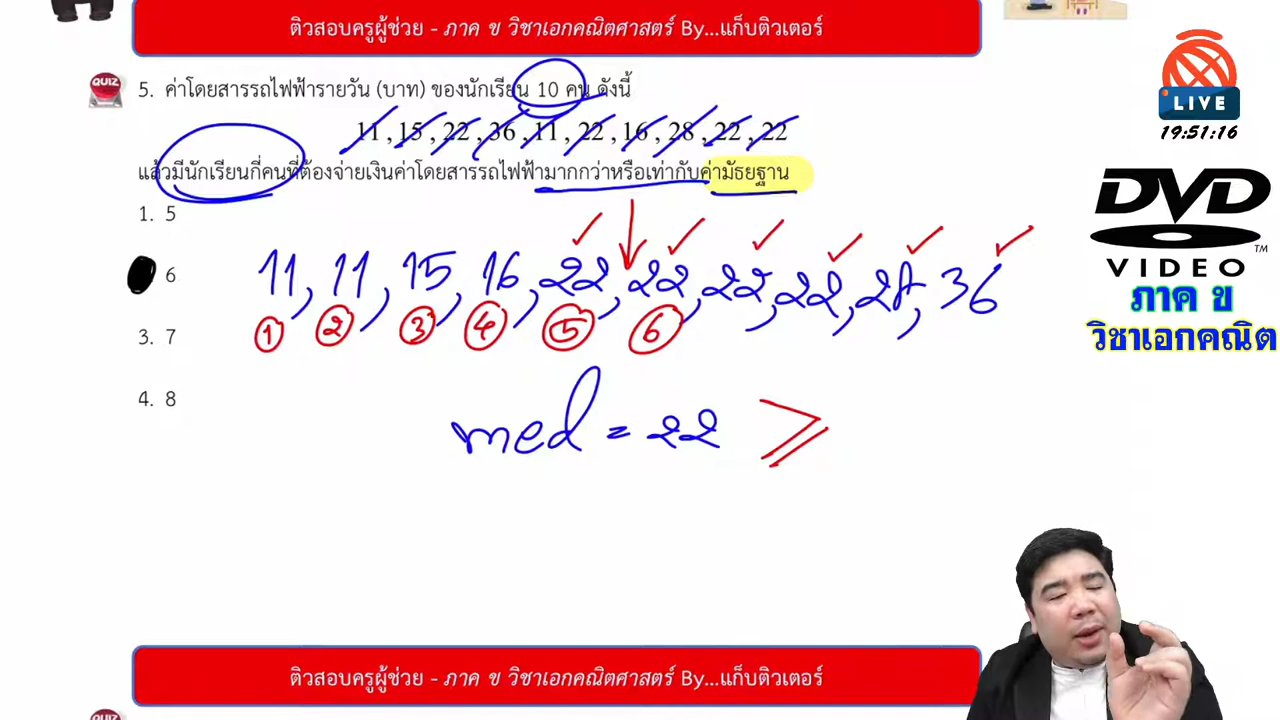 ติวสอบครูผู้ช่วย - ภาค ข วิชาเอกคณิตศาสตร์ By...แก็บติวเตอร์
LIVE
19:51:16
QUIZ
5. ค่าโดยสารรถไฟฟ้ารายวัน (บาท) ของนักเรียน 10 คน ดังนี้
11 , 15 , 22 , 36 , 11 , 22 , 16 , 28 , 22 , 22
แล้วมีนักเรียนกี่คนที่ต้องจ่ายเงินค่าโดยสารรถไฟฟ้ามากกว่าหรือเท่ากับค่ามัธยฐาน
1. 5
6
3. 7
4. 8
11, 11, 15, 16, 22, 22, 22, 22, 28, 36
1 2 3 4 5 6
med = 22 ≥
DVD
TM
VIDEO
ภาค ข
วิชาเอกคณิต
ติวสอบครูผู้ช่วย - ภาค ข วิชาเอกคณิตศาสตร์ By...แก็บติวเตอร์